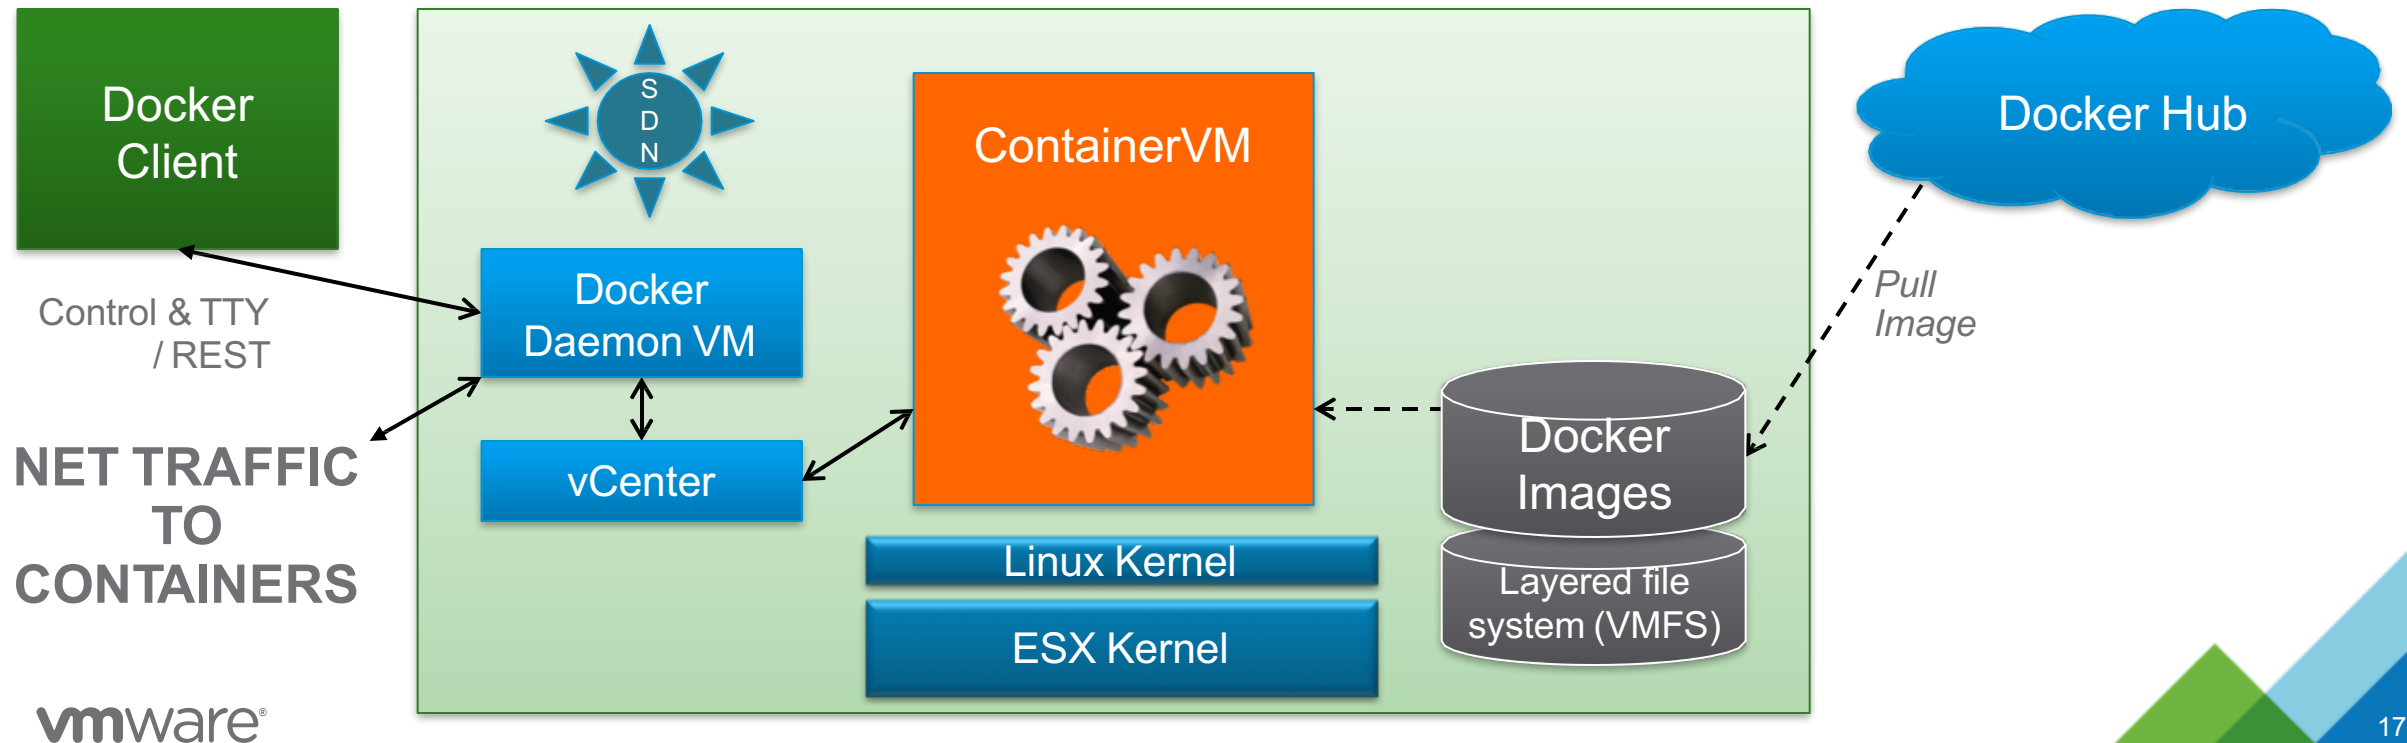 Docker
Client
Control & TTY
/ REST
NET TRAFFIC
TO
CONTAINERS
vmware®
S
D
N
Docker
Daemon VM
vCenter
ContainerVM
Linux Kernel
ESX Kernel
Docker
Images
Layered file
system (VMFS)
Docker Hub
Pull
Image
17